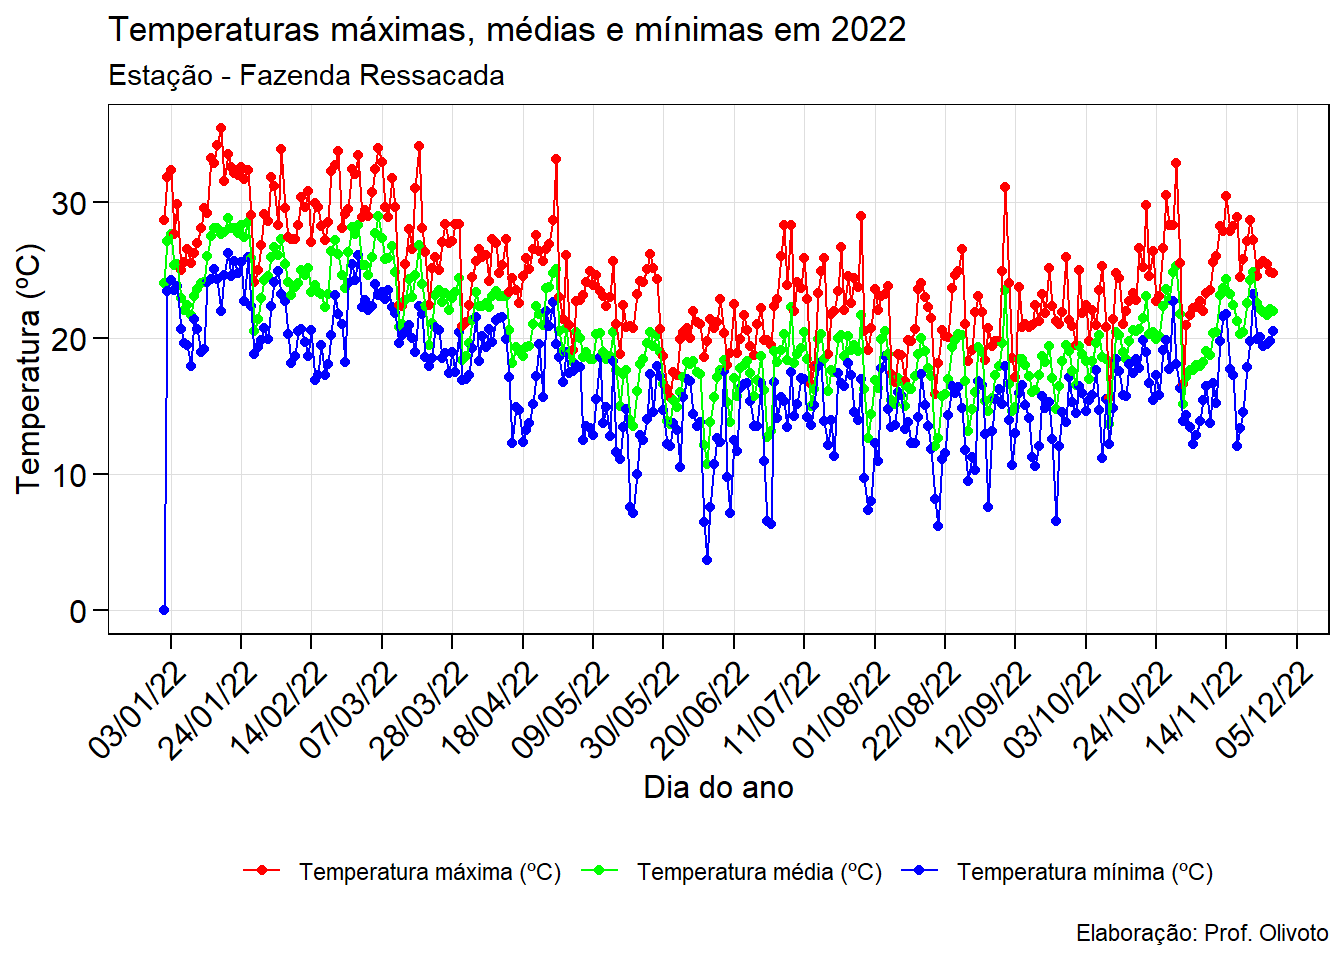 Temperaturas máximas, médias e mínimas em 2022
Estação - Fazenda Ressacada
Temperatura (ºC)
30
20
10
0
03/01/22
24/01/22
14/02/22
07/03/22
28/03/22
18/04/22
09/05/22
30/05/22
20/06/22
11/07/22
01/08/22
22/08/22
12/09/22
03/10/22
24/10/22
14/11/22
05/12/22
Dia do ano
Temperatura máxima (ºC)
Temperatura média (ºC)
Temperatura mínima (ºC)
Elaboração: Prof. Olivoto